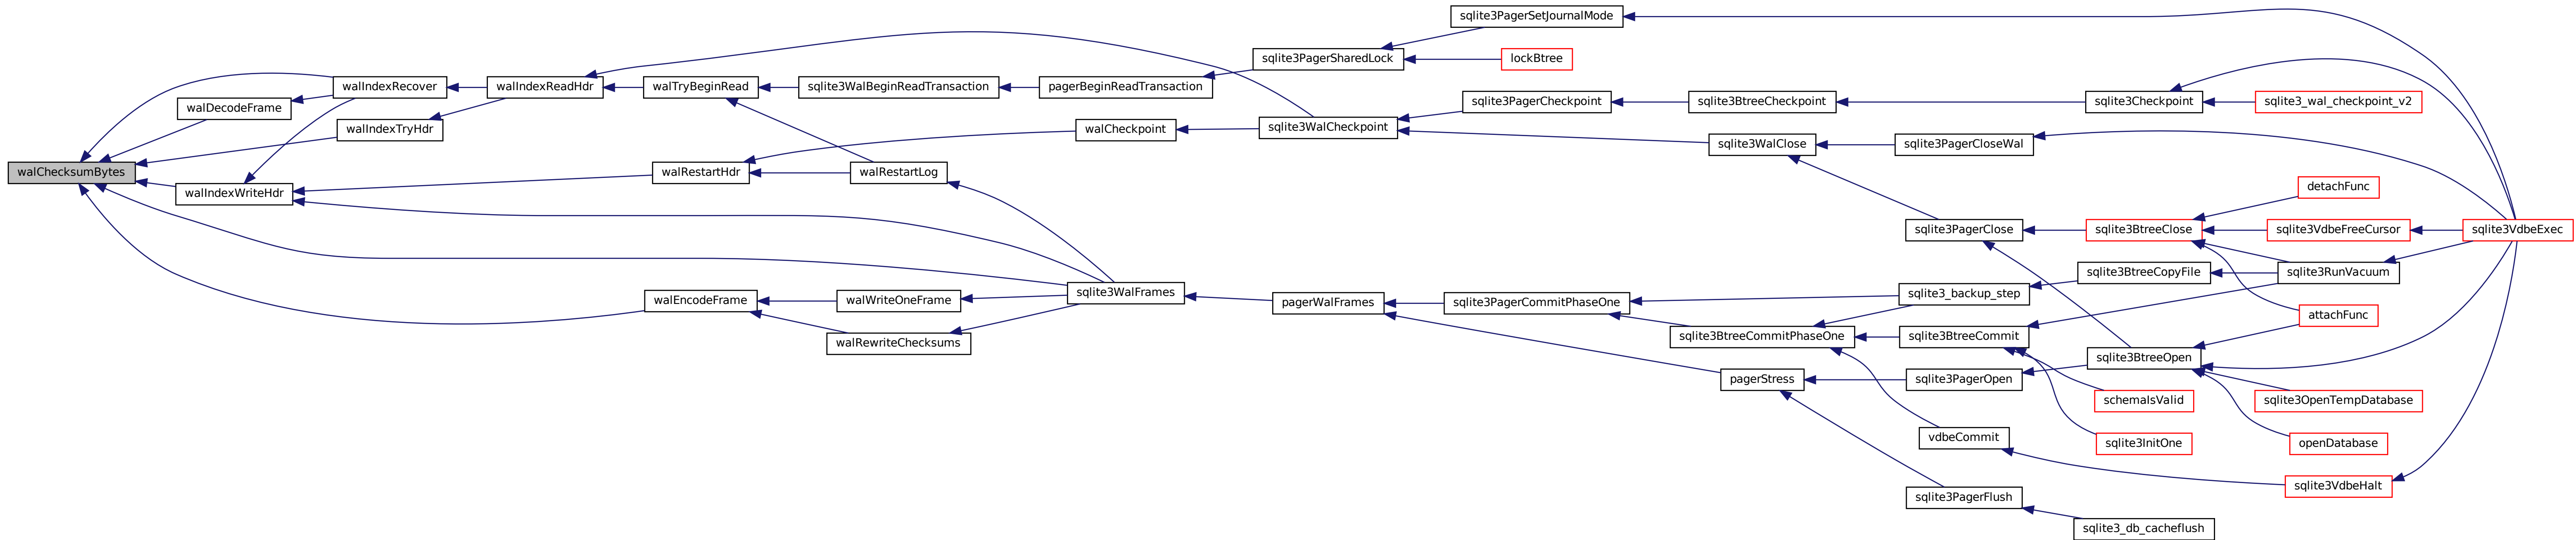 walChecksumBytes
walIndexRecover
walDecodeFrame
walIndexTryHdr
walIndexWriteHdr
walIndexReadHdr
walTryBeginRead
sqlite3WalBeginReadTransaction
pagerBeginReadTransaction
sqlite3PagerSharedLock
sqlite3PagerSetJournalMode
lockBtree
walRestartHdr
walCheckpoint
walRestartLog
sqlite3WalCheckpoint
sqlite3PagerCheckpoint
sqlite3BtreeCheckpoint
sqlite3Checkpoint
sqlite3_wal_checkpoint_v2
sqlite3WalClose
sqlite3PagerCloseWal
sqlite3PagerClose
sqlite3BtreeClose
detachFunc
sqlite3VdbeFreeCursor
sqlite3VdbeExec
sqlite3RunVacuum
attachFunc
walEncodeFrame
walWriteOneFrame
walRewriteChecksums
sqlite3WalFrames
pagerWalFrames
sqlite3PagerCommitPhaseOne
sqlite3BtreeCopyFile
sqlite3_backup_step
sqlite3BtreeCommitPhaseOne
sqlite3BtreeCommit
sqlite3BtreeOpen
pagerStress
sqlite3PagerOpen
schemaIsValid
sqlite3OpenTempDatabase
vdbeCommit
sqlite3InitOne
openDatabase
sqlite3VdbeHalt
sqlite3PagerFlush
sqlite3_db_cacheflush